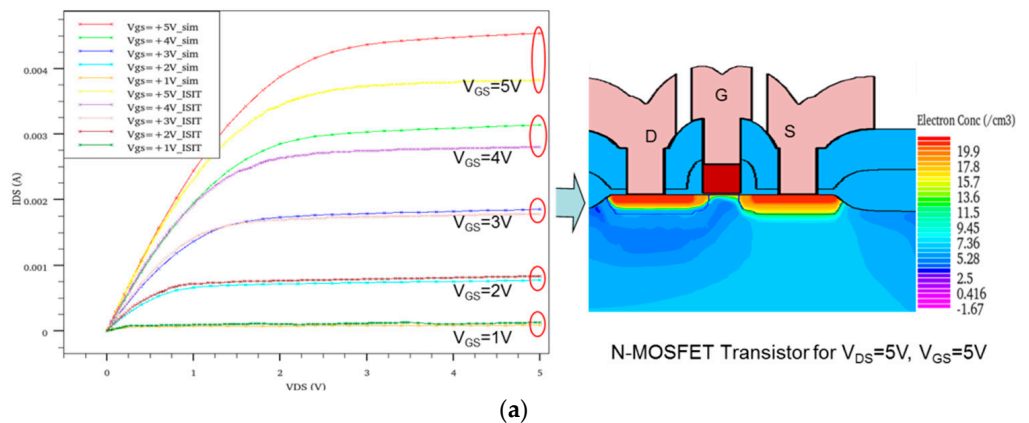 Vgs=+5V_sim
Vgs=+4V_sim
Vgs=+3V_sim
Vgs=+2V_sim
Vgs=+1V_sim
Vgs=+5V_ISIT
Vgs=+4V_ISIT
Vgs=+3V_ISIT
Vgs=+2V_ISIT
Vgs=+1V_ISIT
0.004
0.003
0.002
0.001
0
IDS (A)
VGS=5V
VGS=4V
VGS=3V
VGS=2V
VGS=1V
0 1 2 3 4 5
VDS (V)
G
D S
Electron Conc (/cm3)
19.9
17.8
15.7
13.6
11.5
9.45
7.36
5.28
3.19
2.5
0.416
-1.67
N-MOSFET Transistor for VDS=5V, VGS=5V
(a)